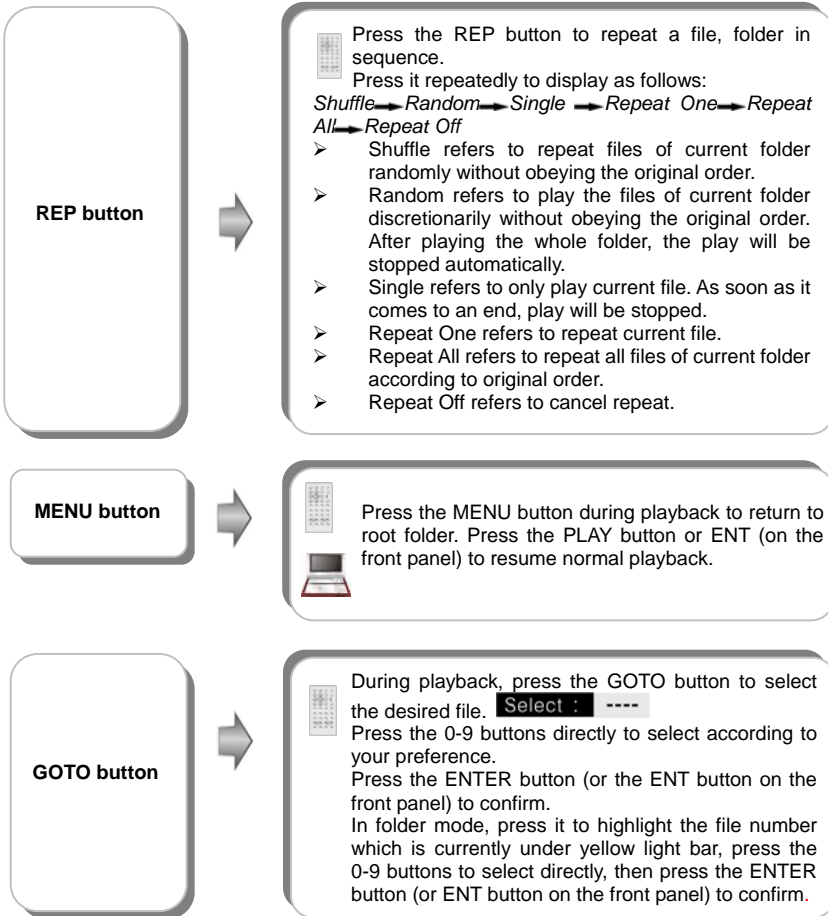 REP button
Press the REP button to repeat a file, folder in
sequence.
Press it repeatedly to display as follows:
Shuffle Random Single Repeat One Repeat
All Repeat Off
Shuffle refers to repeat files of current folder
randomly without obeying the original order.
Random refers to play the files of current folder
discretionarily without obeying the original order.
After playing the whole folder, the play will be
stopped automatically.
Single refers to only play current file. As soon as it
comes to an end, play will be stopped.
Repeat One refers to repeat current file.
Repeat All refers to repeat all files of current folder
according to original order.
Repeat Off refers to cancel repeat.
MENU button
Press the MENU button during playback to return to
root folder. Press the PLAY button or ENT (on the
front panel) to resume normal playback.
GOTO button
During playback, press the GOTO button to select
the desired file. Select : ----
Press the 0-9 buttons directly to select according to
your preference.
Press the ENTER button (or the ENT button on the
front panel) to confirm.
In folder mode, press it to highlight the file number
which is currently under yellow light bar, press the
0-9 buttons to select directly, then press the ENTER
button (or ENT button on the front panel) to confirm.